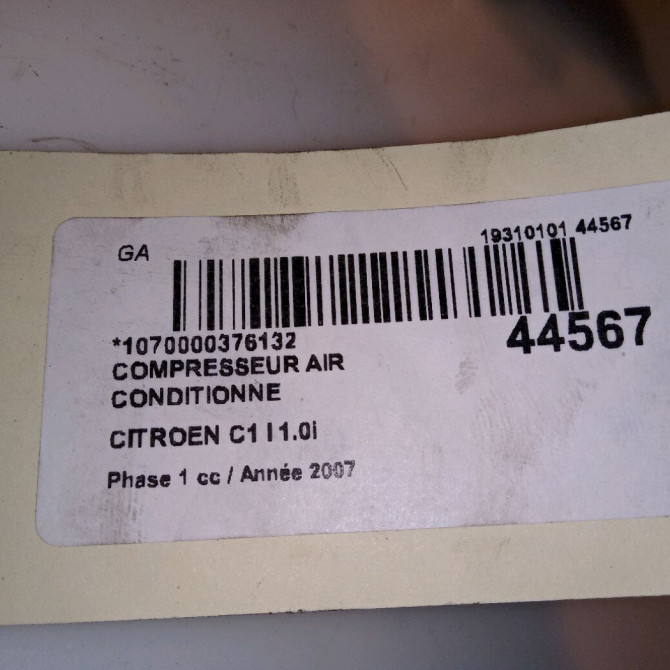 GA
19310101 44567
*1070000376132
44567
COMPRESSEUR AIR
CONDITIONNE
CITROEN C1 I 1.0i
Phase 1 cc / Année 2007